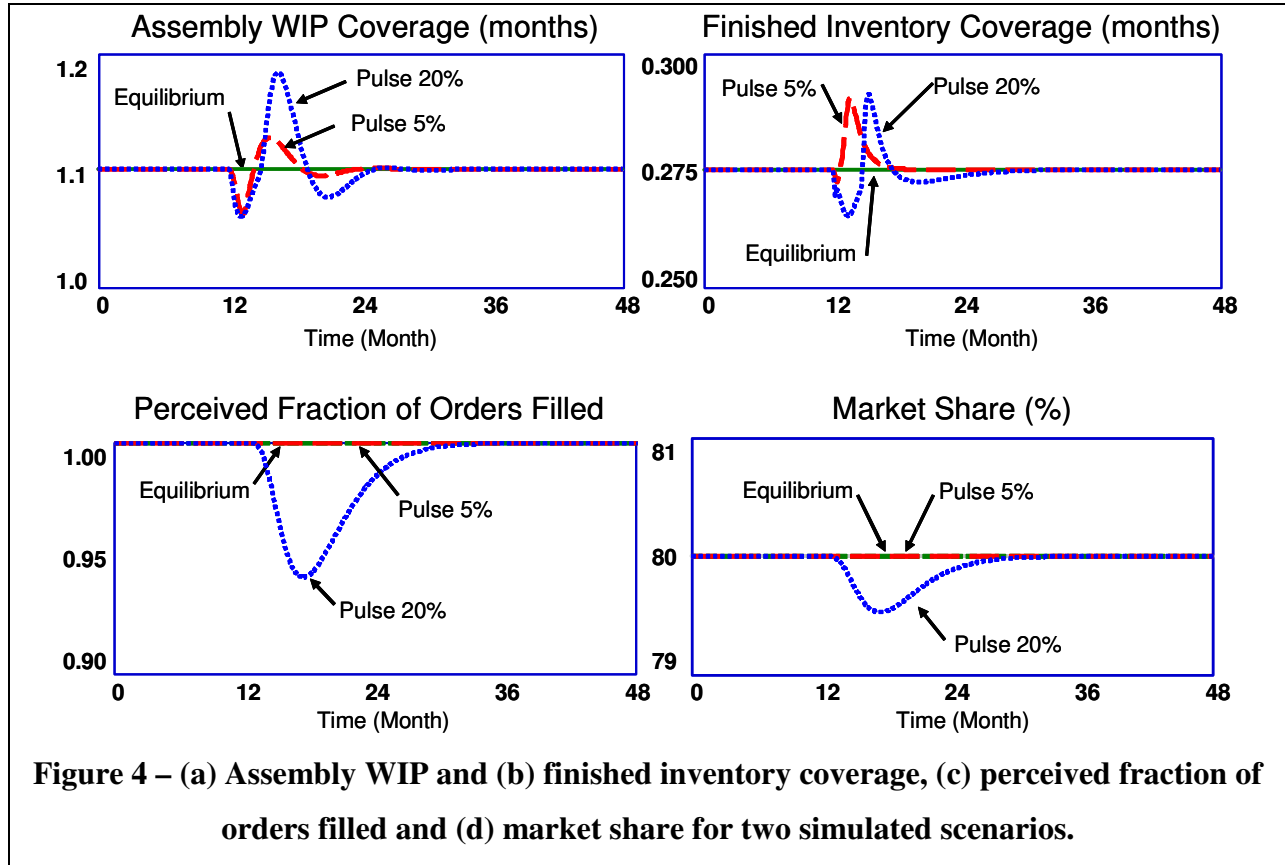 Assembly WIP Coverage (months)
1.2
Pulse 20%
Equilibrium
Pulse 5%
1.1
1.0
0 12 24 36 48
Time (Month)
Finished Inventory Coverage (months)
0.300
Pulse 5%
Pulse 20%
0.275
Equilibrium
0.250
0 12 24 36 48
Time (Month)
Perceived Fraction of Orders Filled
1.00
Equilibrium
Pulse 5%
0.95
Pulse 20%
0.90
0 12 24 36 48
Time (Month)
Market Share (%)
81
Equilibrium
Pulse 5%
80
Pulse 20%
79
0 12 24 36 48
Time (Month)
Figure 4 – (a) Assembly WIP and (b) finished inventory coverage, (c) perceived fraction of
orders filled and (d) market share for two simulated scenarios.